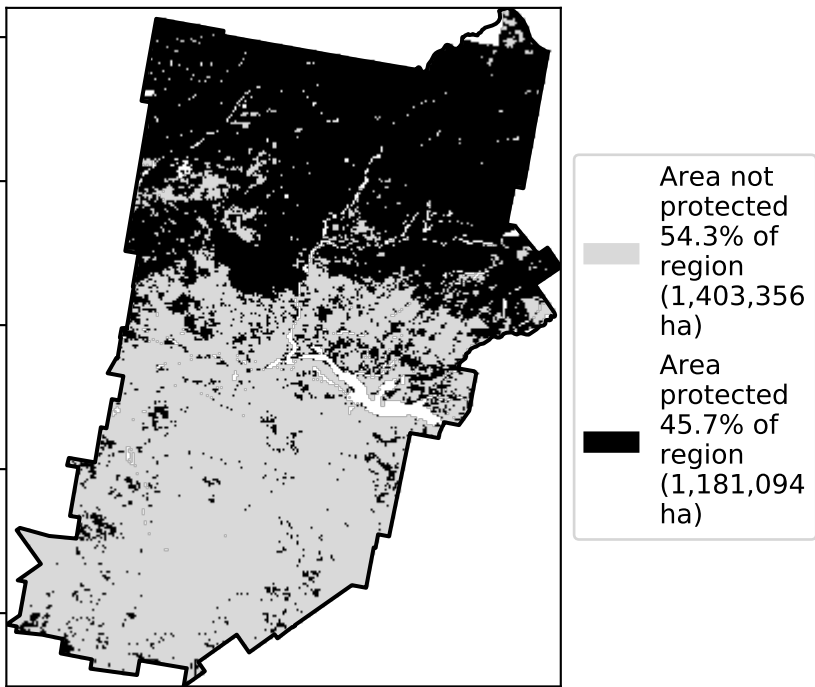 Area not
protected
54.3% of
region
(1,403,356
ha)
Area
protected
45.7% of
region
(1,181,094
ha)